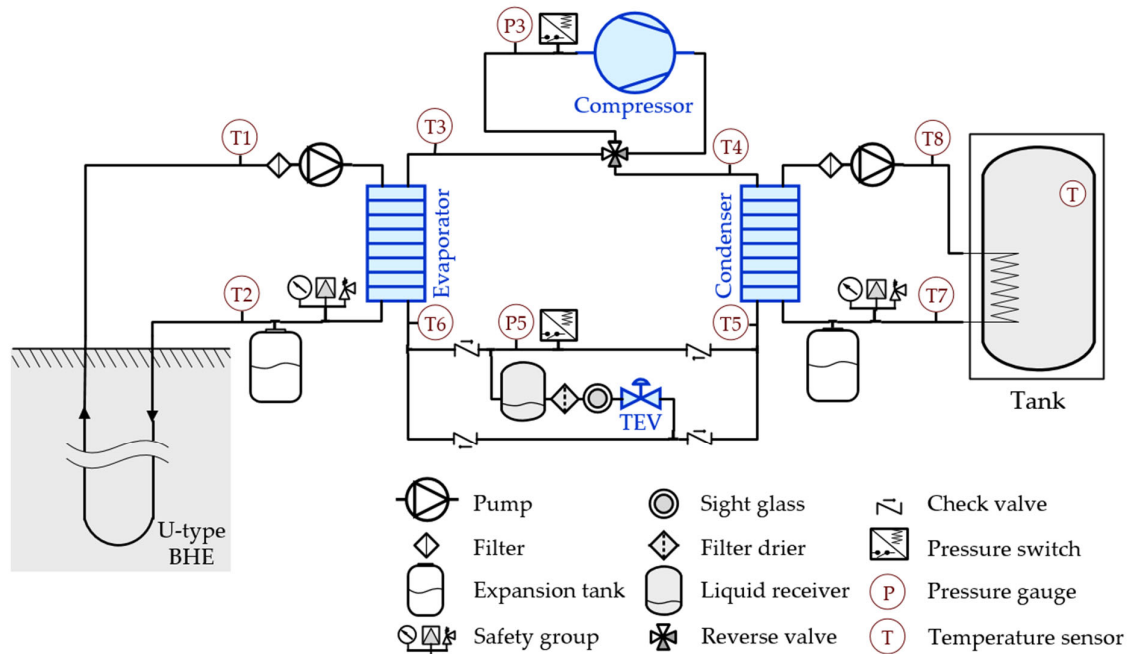 P3
Compressor
T1
T3
T4
T8
T
Evaporator
Condenser
T2
T6
P5
T5
T7
TEV
Tank
U-type
BHE
Pump
Sight glass
Check valve
Filter
Filter drier
Pressure switch
Expansion tank
Liquid receiver
P
Pressure gauge
Safety group
Reverse valve
T
Temperature sensor